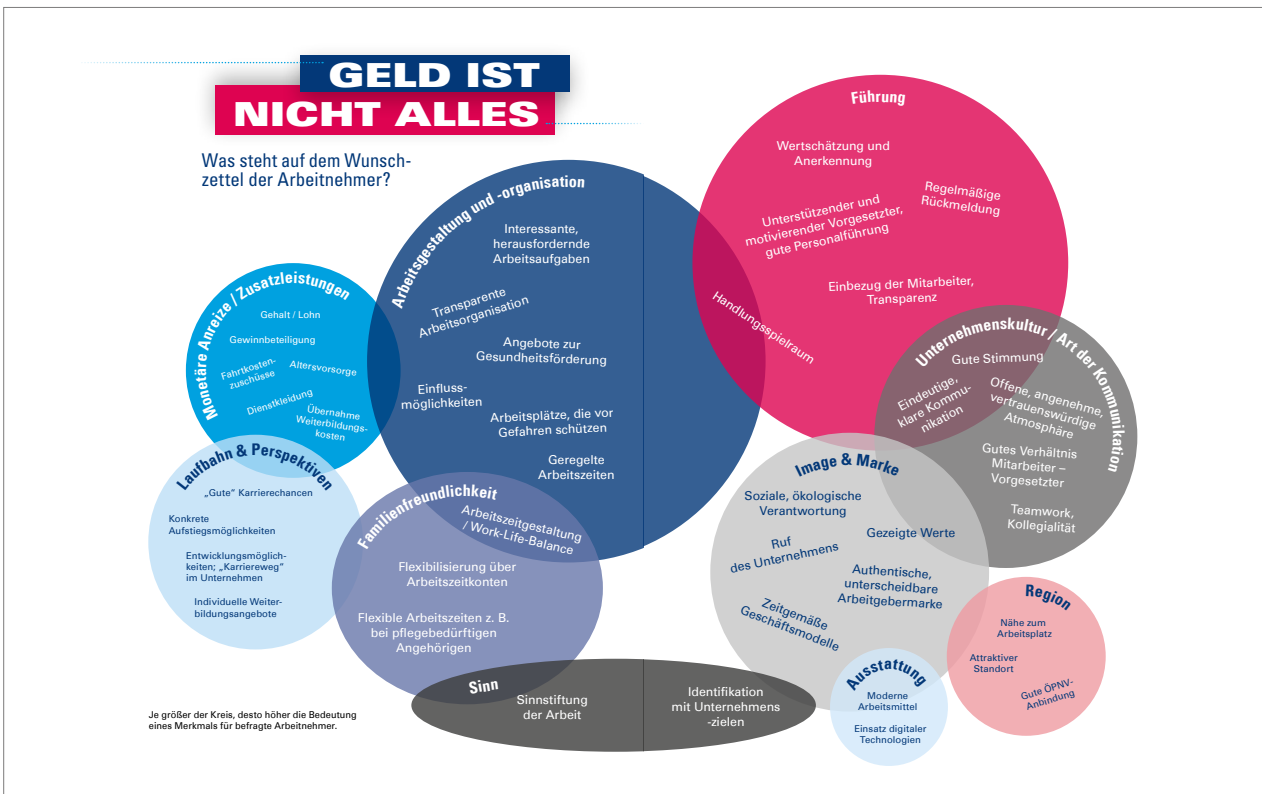 GELD IST
NICHT ALLES
Was steht auf dem Wunsch-
zettel der Arbeitnehmer?
Monetäre Anreize / Zusatzleistungen
Gehalt / Lohn
Gewinnbeteiligung
Fahrtkosten-
zuschüsse
Altersvorsorge
Dienstkleidung
Übernahme
Weiterbildungs-
kosten
Arbeitsgestaltung und -organisation
Interessante,
herausfordernde
Arbeitsaufgaben
Transparente
Arbeitsorganisation
Angebote zur
Gesundheitsförderung
Einfluss-
möglichkeiten
Arbeitsplätze, die vor
Gefahren schützen
Geregelte
Arbeitszeiten
Handlungsspielraum
Führung
Wertschätzung und
Anerkennung
Regelmäßige
Rückmeldung
Unterstützender und
motivierender Vorgesetzter,
gute Personalführung
Einbezug der Mitarbeiter,
Transparenz
Unternehmenskultur / Art der Kommunikation
Gute Stimmung
Eindeutige,
klare Kommu-
nikation
Offene, angenehme,
vertrauenswürdige
Atmosphäre
Gutes Verhältnis
Mitarbeiter –
Vorgesetzter
Teamwork,
Kollegialität
Laufbahn & Perspektiven
„Gute" Karrierechancen
Konkrete
Aufstiegsmöglichkeiten
Entwicklungsmöglich-
keiten; „Karriereweg"
im Unternehmen
Individuelle Weiter-
bildungsangebote
Familienfreundlichkeit
Arbeitszeitgestaltung
/ Work-Life-Balance
Flexibilisierung über
Arbeitszeitkonten
Flexible Arbeitszeiten z. B.
bei pflegebedürftigen
Angehörigen
Image & Marke
Soziale, ökologische
Verantwortung
Gezeigte Werte
Ruf
des Unternehmens
Authentische,
unterscheidbare
Arbeitgebermarke
Zeitgemäße
Geschäftsmodelle
Region
Nähe zum
Arbeitsplatz
Attraktiver
Standort
Gute ÖPNV-
Anbindung
Ausstattung
Moderne
Arbeitsmittel
Einsatz digitaler
Technologien
Sinn
Sinnstiftung
der Arbeit
Identifikation
mit Unternehmens
-zielen
Je größer der Kreis, desto höher die Bedeutung
eines Merkmals für befragte Arbeitnehmer.